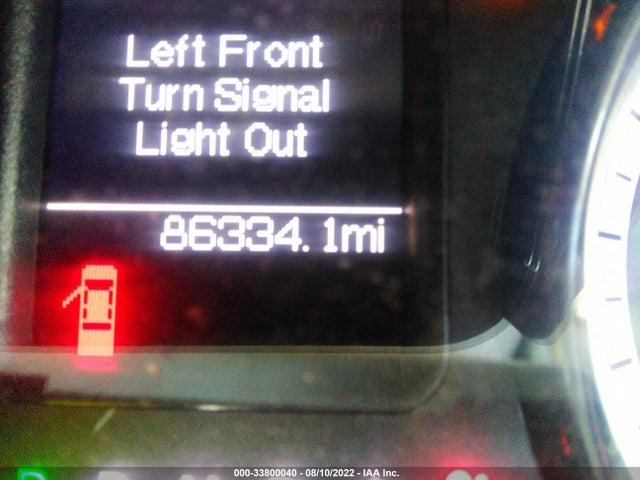 Left Front
Turn Signal
Light Out
86334.1mi
000-33800040 - 08/10/2022 - IAA Inc.